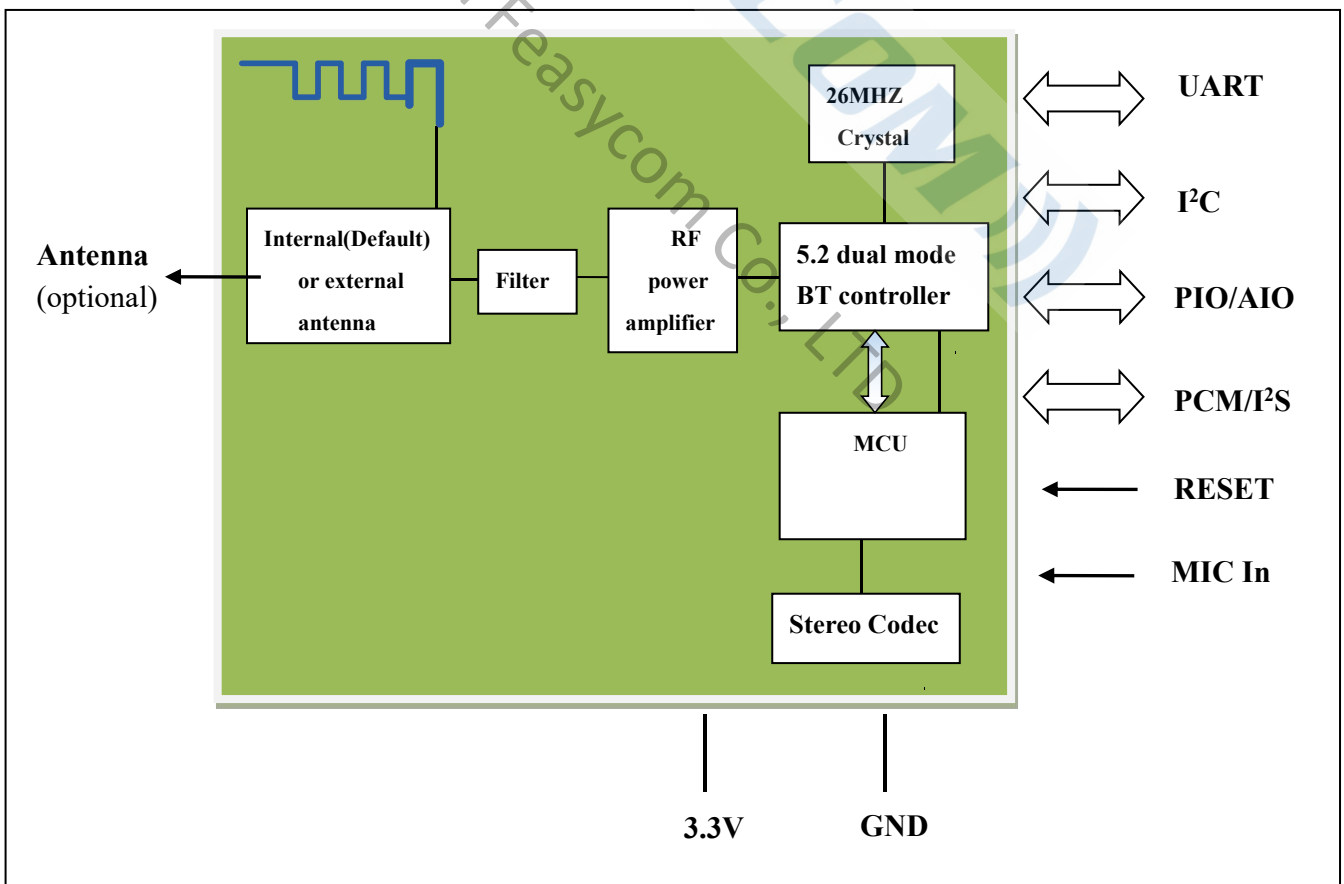 26MHZ
Crystal
UART
I²C
Internal(Default)
or external
antenna
Filter
RF
power
amplifier
5.2 dual mode
BT controller
Antenna
(optional)
PIO/AIO
PCM/I²S
MCU
RESET
MIC In
Stereo Codec
3.3V
GND
Feasycom Co., LTD